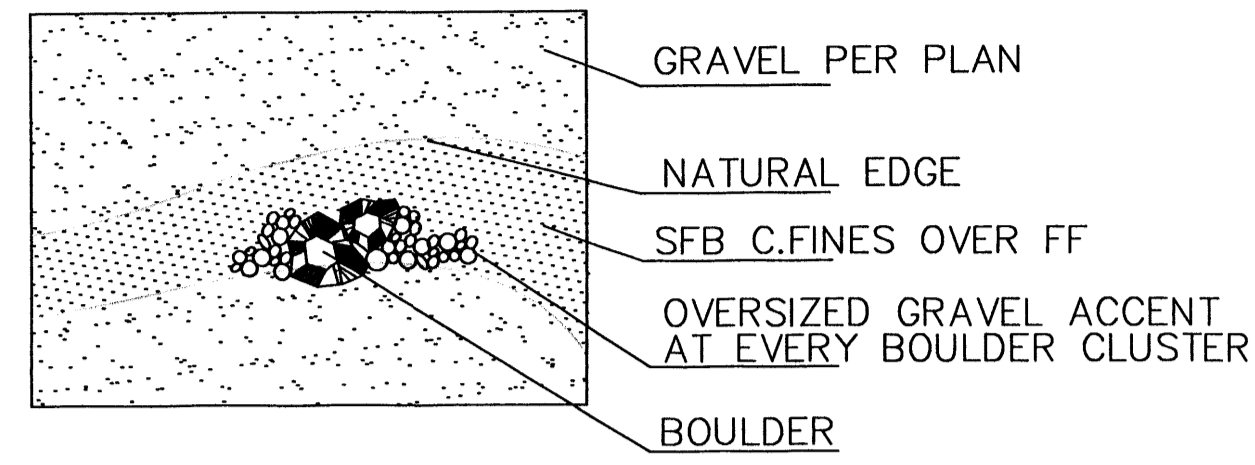 GRAVEL PER PLAN
NATURAL EDGE
SFB C.FINES OVER FF
OVERSIZED GRAVEL ACCENT
AT EVERY BOULDER CLUSTER
BOULDER